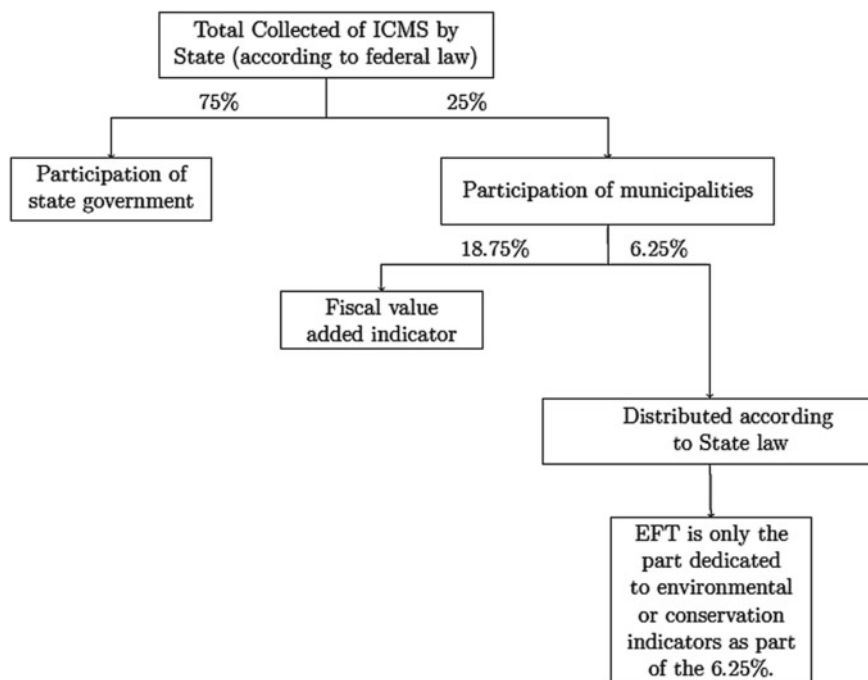 Total Collected of ICMS by
State (according to federal law)
75%
25%
Participation of
state government
Participation of municipalities
18.75%
6.25%
Fiscal value
added indicator
Distributed according
to State law
EFT is only the
part dedicated
to environmental
or conservation
indicators as part
of the 6.25%.